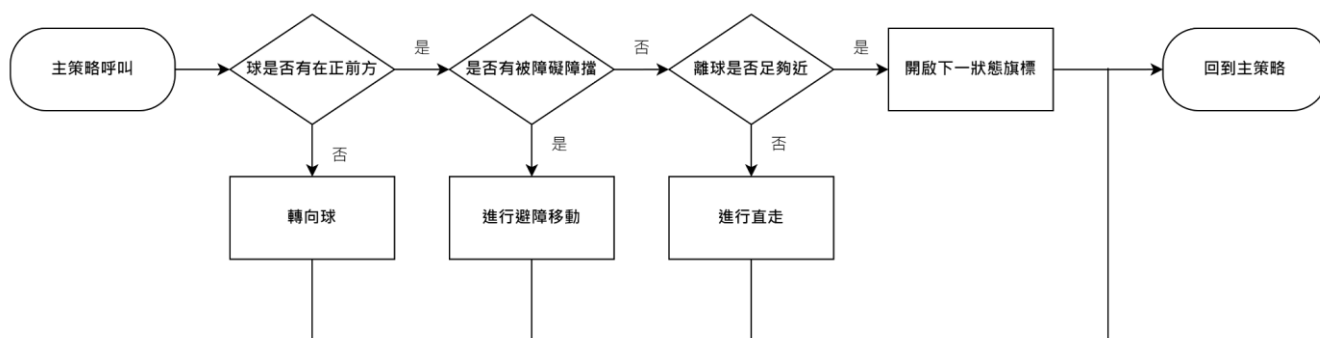 主策略呼叫
球是否有在正前方
是
是否有被障礙障擋
否
離球是否足夠近
是
開啟下一狀態旗標
回到主策略
否
是
否
轉向球
進行避障移動
進行直走